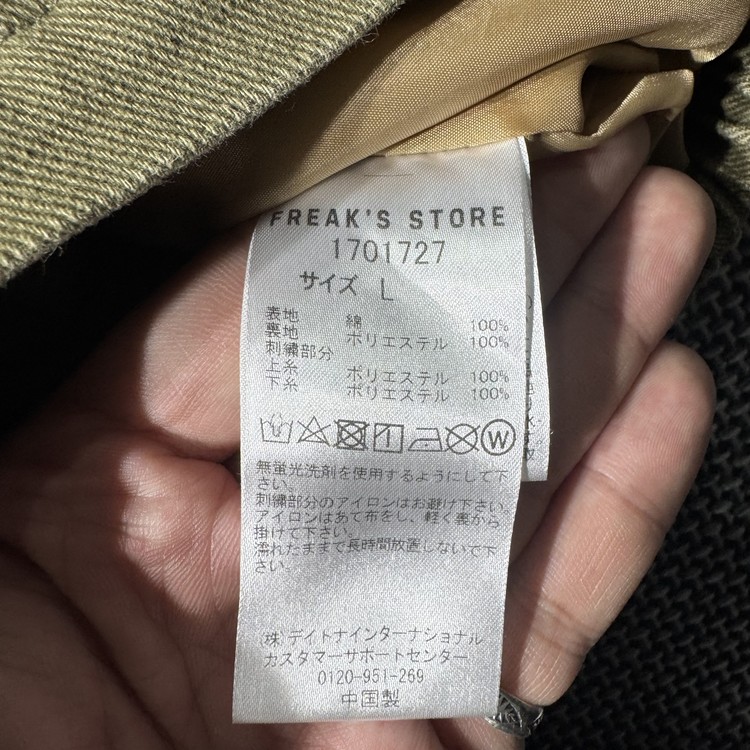 FREAK'S STORE
1701727
サイズ L
表地 綿 100%
裏地 ポリエステル 100%
刺繍部分
上糸 ポリエステル 100%
下糸 ポリエステル 100%
W
無蛍光洗剤を使用するようにして下
さい。
刺繍部分のアイロンはお避け下さい
アイロンはあて布をし、軽く裏から
掛けて下さい。
濡れたままで長時間放置しないで下
さい。
(株)デイトナインターナショナル
カスタマーサポートセンター
0120-951-269
中国製